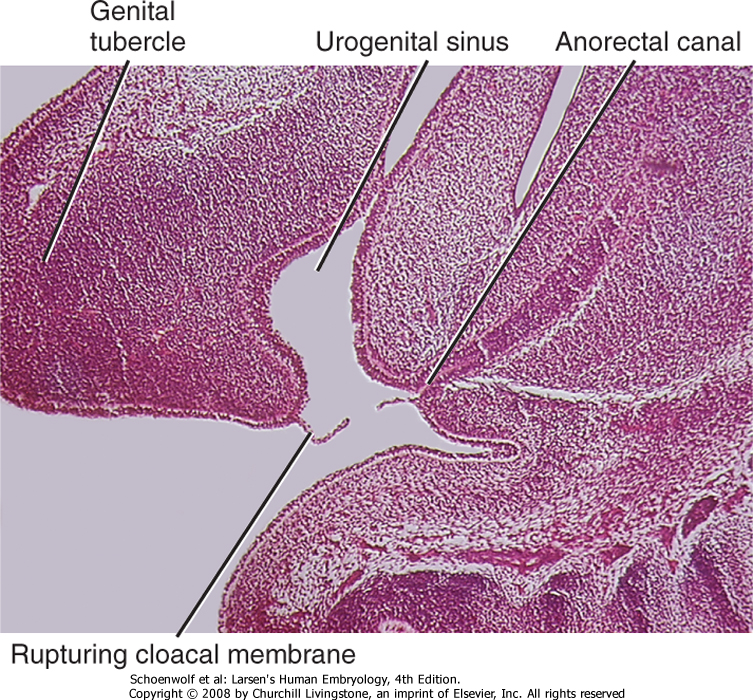 Genital
tubercle
Urogenital sinus
Anorectal canal
Rupturing cloacal membrane
Schoenwolf et al: Larsen's Human Embryology, 4th Edition.
Copyright © 2008 by Churchill Livingstone, an imprint of Elsevier, Inc. All rights reserved